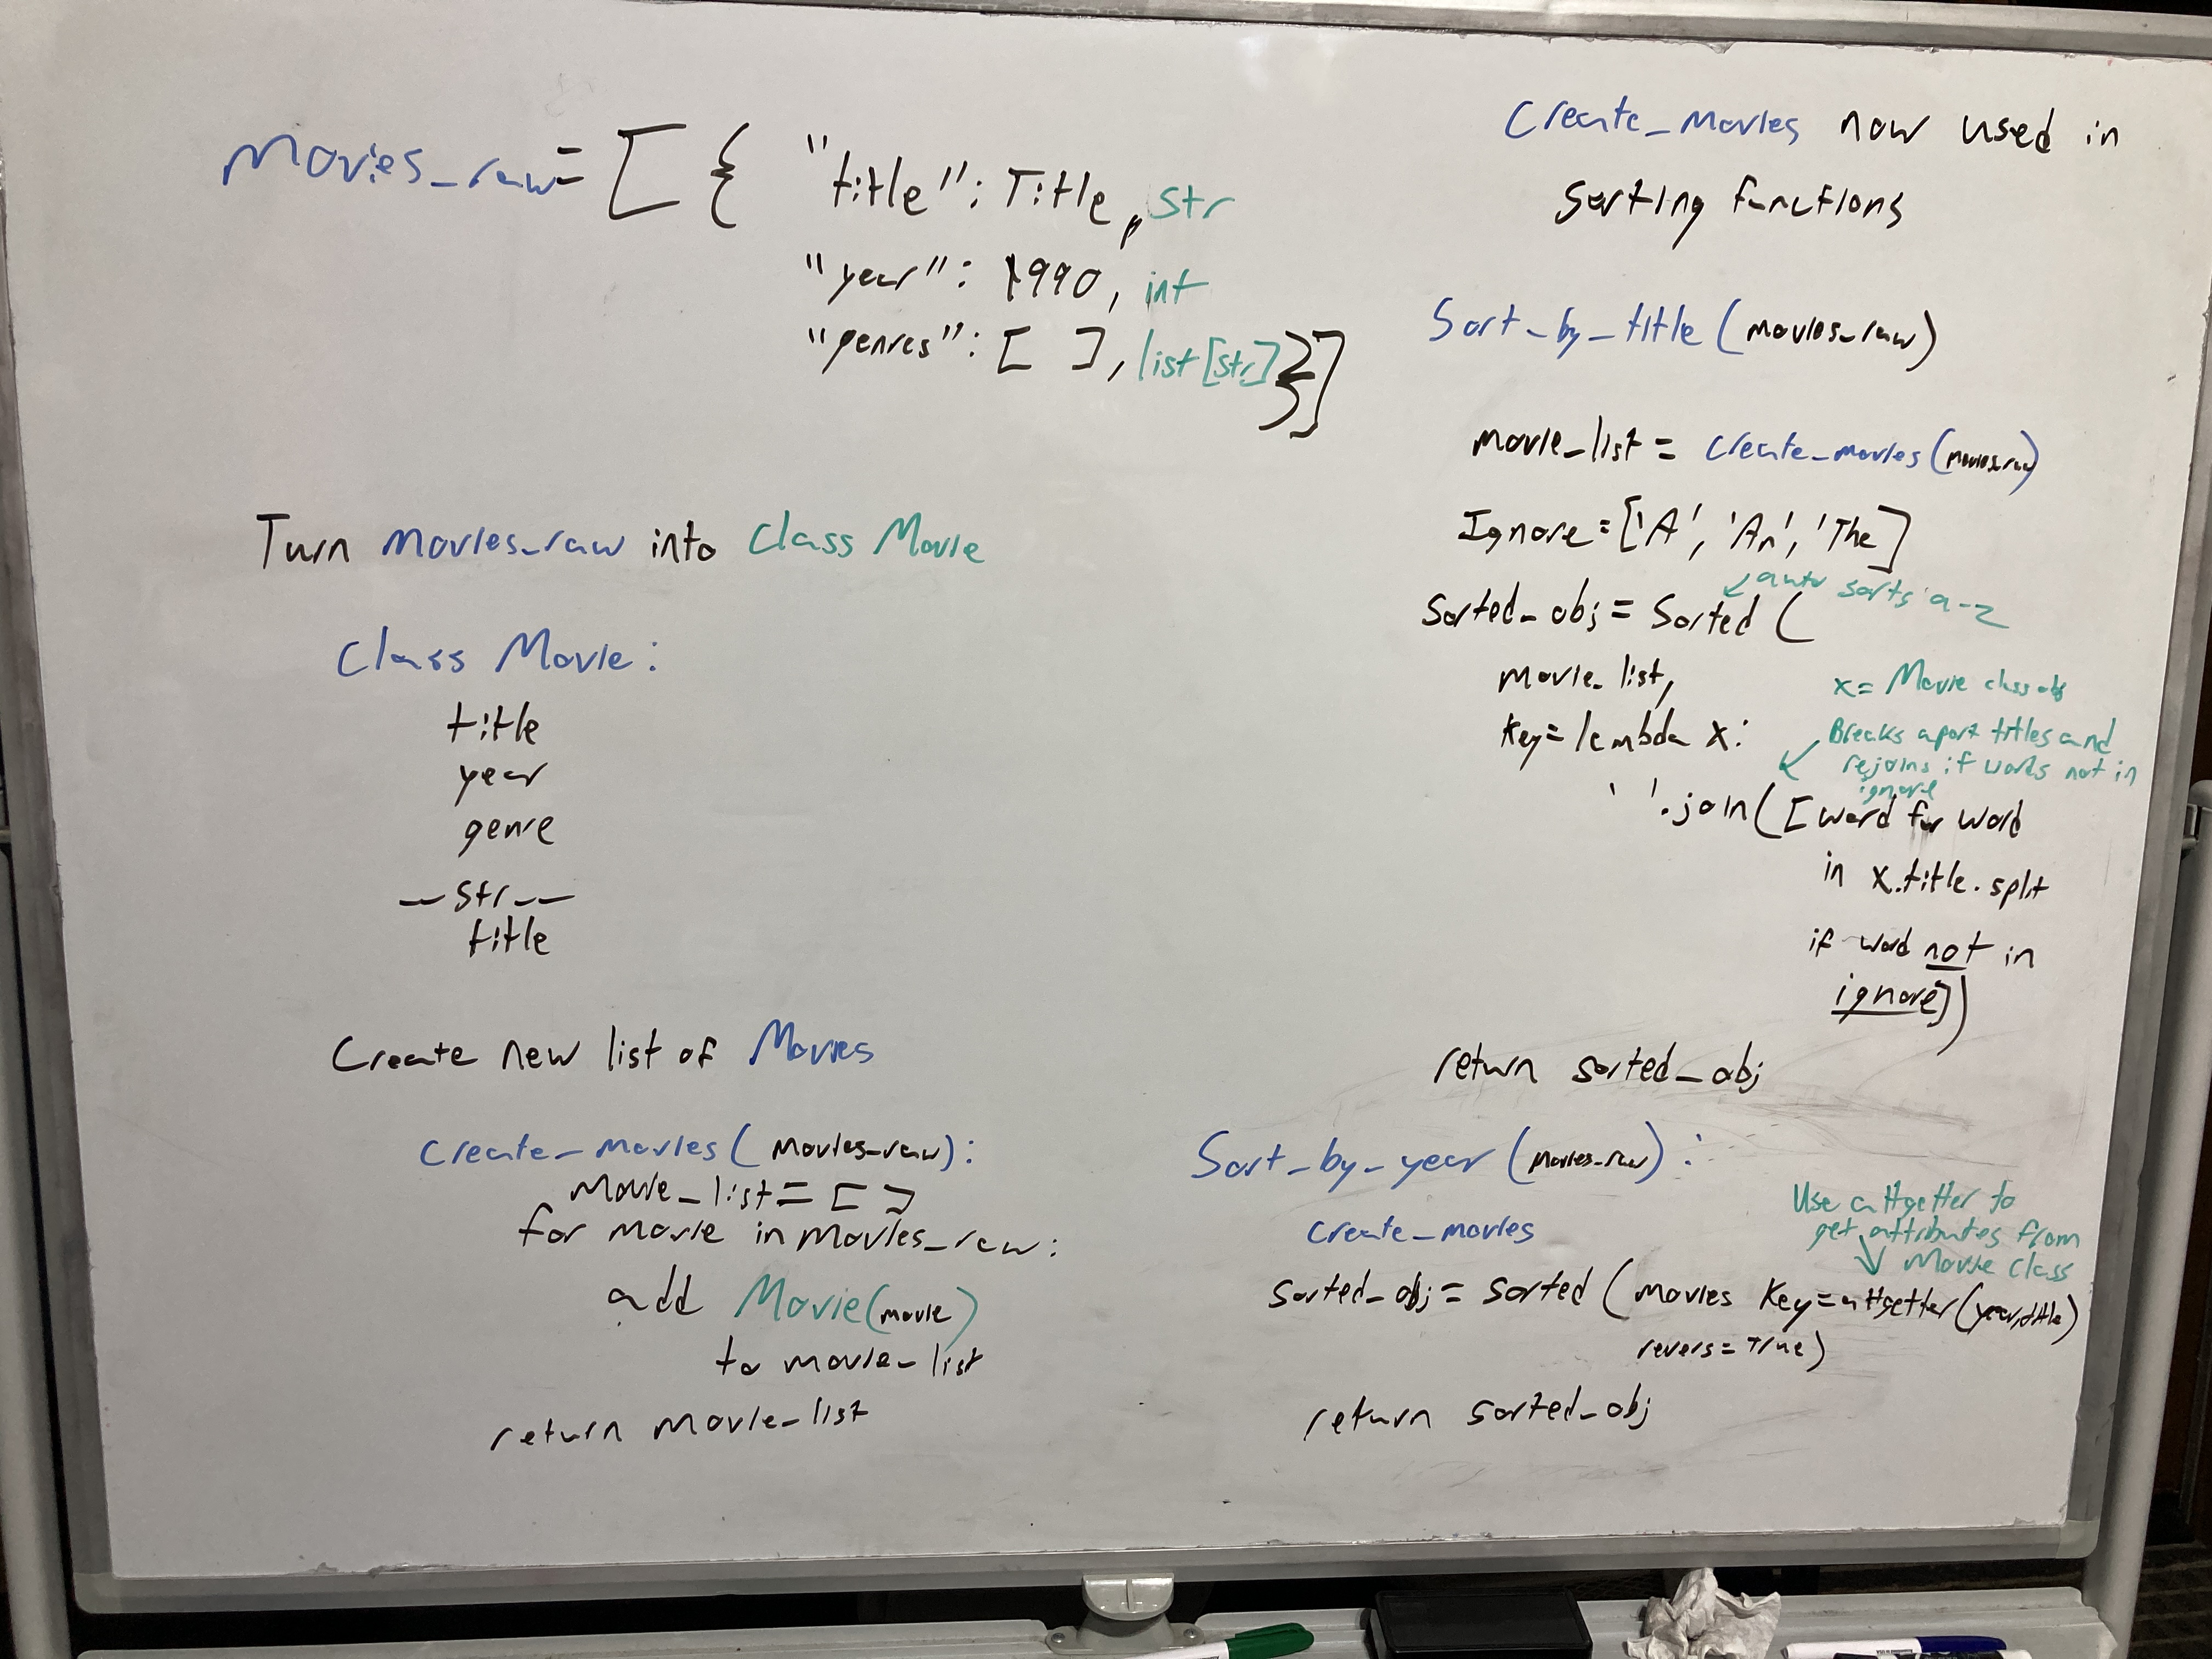 movies_raw = [ { "title": Title, str
"year": 1990, int
"genres": [ ], list[str]}]
Turn movies_raw into Class Movie
Class Movie:
title
year
genre
__str__
title
Create new list of Movies
create_movies(movies_raw):
movie_list = [ ]
for movie in movies_raw:
add Movie(movie)
to movie_list
return movie_list
Create_movies now used in
sorting functions
Sort_by_title(movies_raw)
movie_list = create_movies(movies_raw)
Ignore = ['A', 'An', 'The]
auto sorts a-z
sorted_obj = sorted (
movie_list,
x = Movie class obj
key = lambda x:
Breaks apart titles and
rejoins if words not in
ignore
' '.join([word for word
in x.title.split
if word not in
ignore])
return sorted_obj
Sort_by_year(movies_raw):
Use attgetter to
get attributes from
Movie class
create_movies
sorted_obj = sorted (movies key=attgetter(year,title)
revers=True)
return sorted_obj